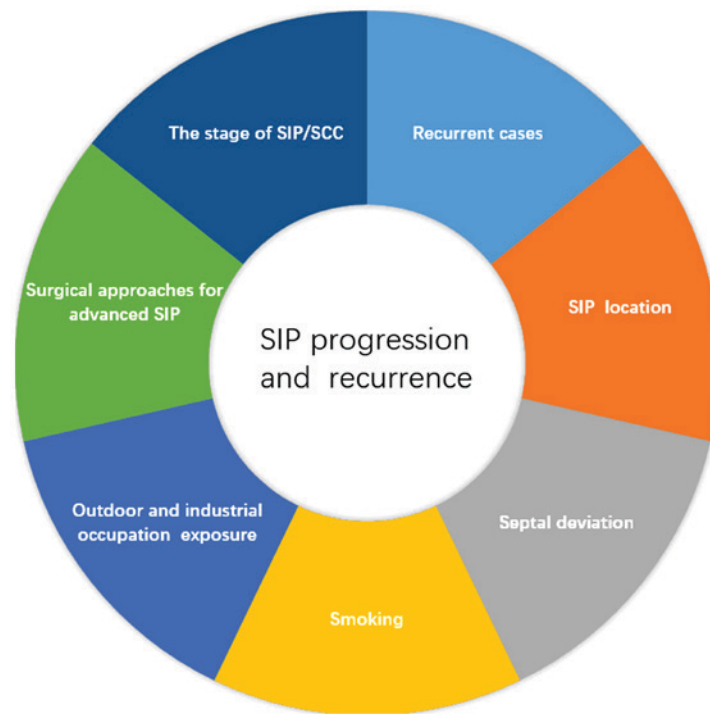 The stage of SIP/SCC
Recurrent cases
SIP location
Septal deviation
Smoking
Outdoor and industrial
occupation exposure
Surgical approaches for
advanced SIP
SIP progression
and recurrence